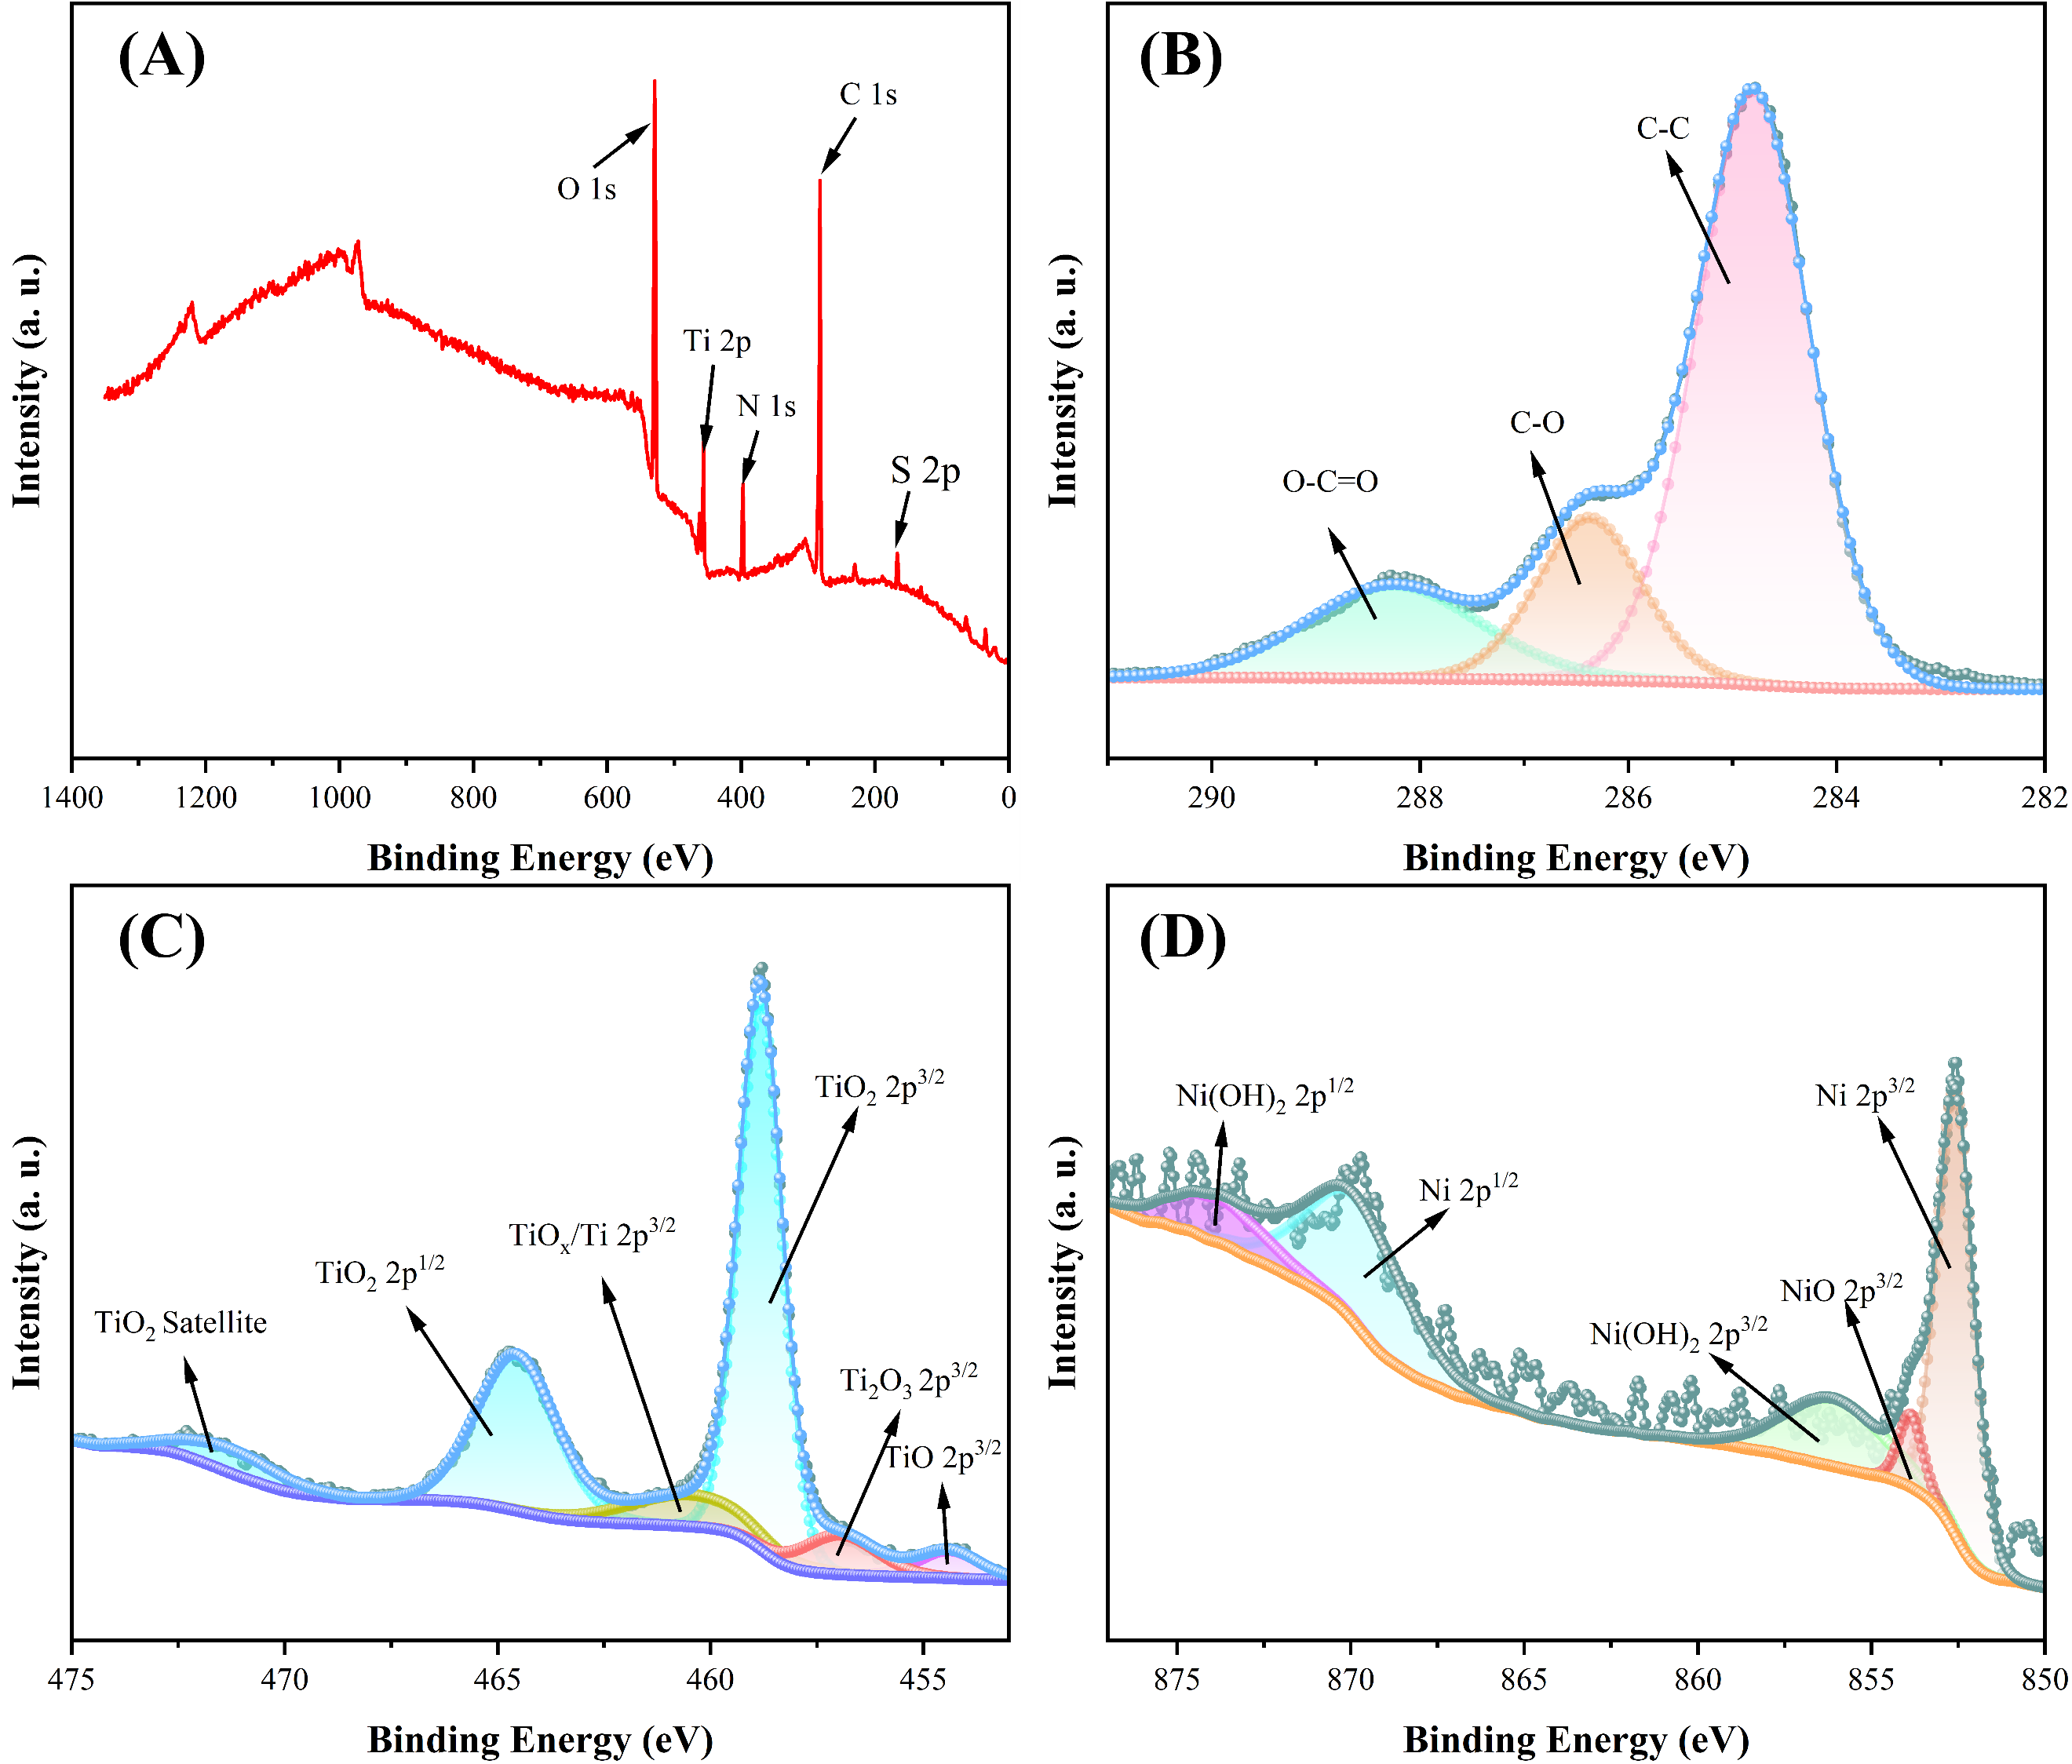 (A)
C 1s
O 1s
Ti 2p
N 1s
S 2p
Intensity (a. u.)
1400 1200 1000 800 600 400 200 0
Binding Energy (eV)
(B)
C-C
C-O
O-C=O
Intensity (a. u.)
290 288 286 284 282
Binding Energy (eV)
(C)
TiO₂ 2p³/²
TiOₓ/Ti 2p³/²
TiO₂ 2p¹/²
TiO₂ Satellite
Ti₂O₃ 2p³/²
TiO 2p³/²
Intensity (a. u.)
475 470 465 460 455
Binding Energy (eV)
(D)
Ni(OH)₂ 2p¹/²
Ni 2p³/²
Ni 2p¹/²
NiO 2p³/²
Ni(OH)₂ 2p³/²
Intensity (a. u.)
875 870 865 860 855 850
Binding Energy (eV)